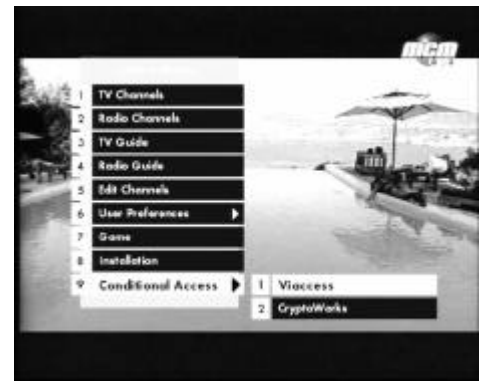 mcm
1 TV Channels
2 Radio Channels
3 TV Guide
4 Radio Guide
5 Edit Channels
6 User Preferences
7 Game
8 Installation
9 Conditional Access
1 Viaccess
2 CryptoWorks